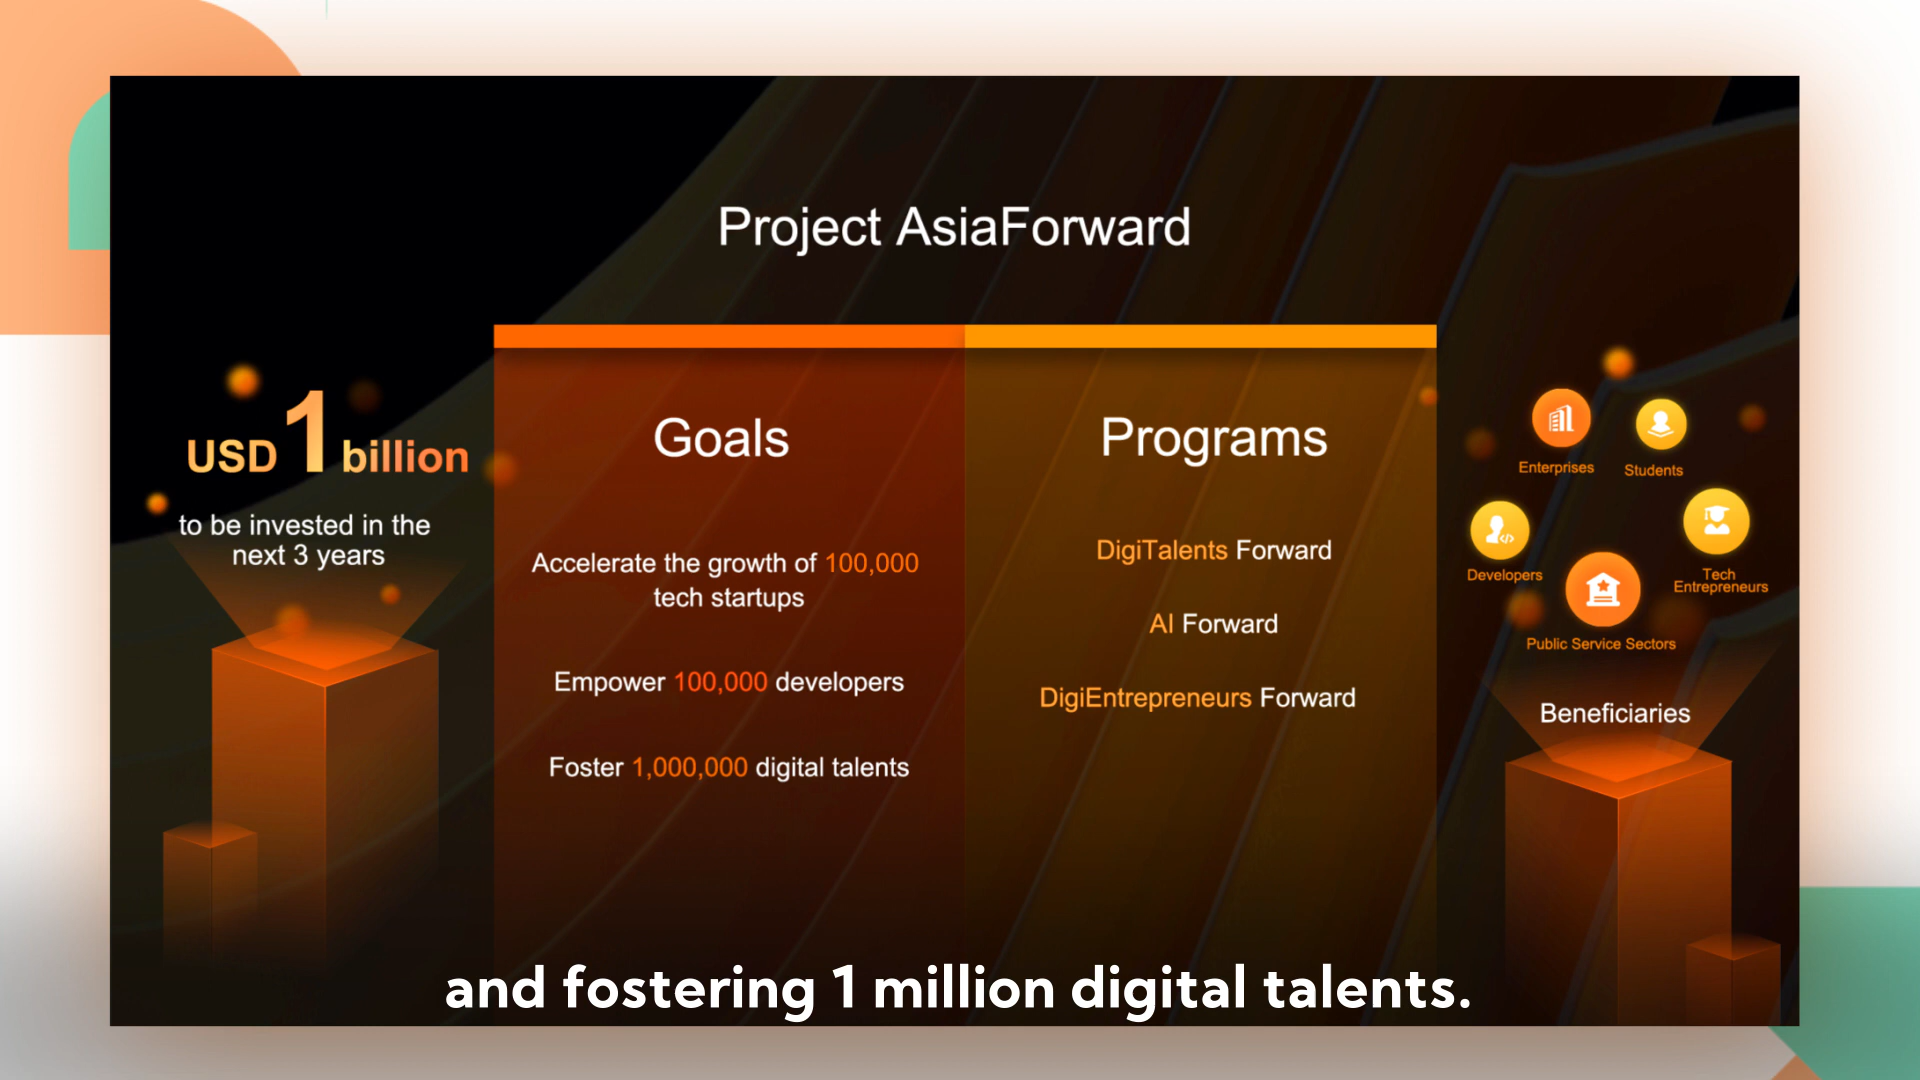 Project AsiaForward
USD 1 billion
to be invested in the
next 3 years
Goals
Accelerate the growth of 100,000
tech startups
Empower 100,000 developers
Foster 1,000,000 digital talents
Programs
DigiTalents Forward
AI Forward
DigiEntrepreneurs Forward
Enterprises
Students
Developers
Tech
Entrepreneurs
Public Service Sectors
Beneficiaries
and fostering 1 million digital talents.